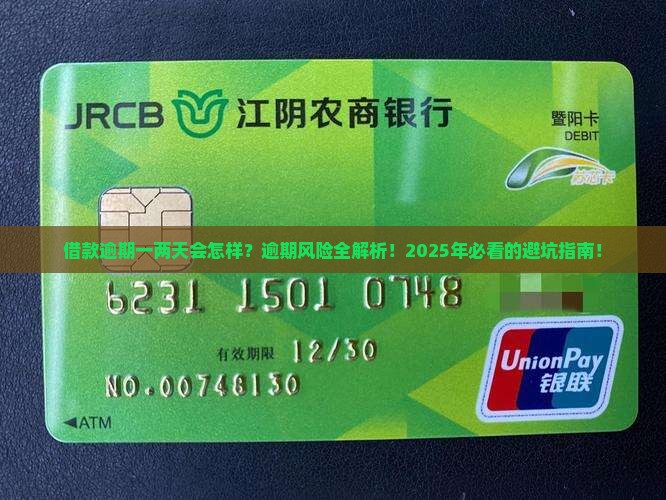 JRCB 江阴农商银行
暨阳卡
DEBIT
借款逾期一两天会怎样？逾期风险全解析！2025年必看的避坑指南！
6231 1501 0748
有效期限 12/30
NO.00746130
UnionPay
银联
◀ATM